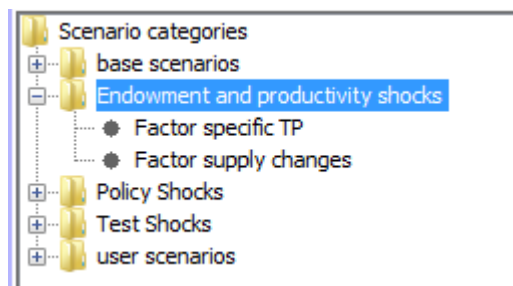 Scenario categories
base scenarios
Endowment and productivity shocks
Factor specific TP
Factor supply changes
Policy Shocks
Test Shocks
user scenarios